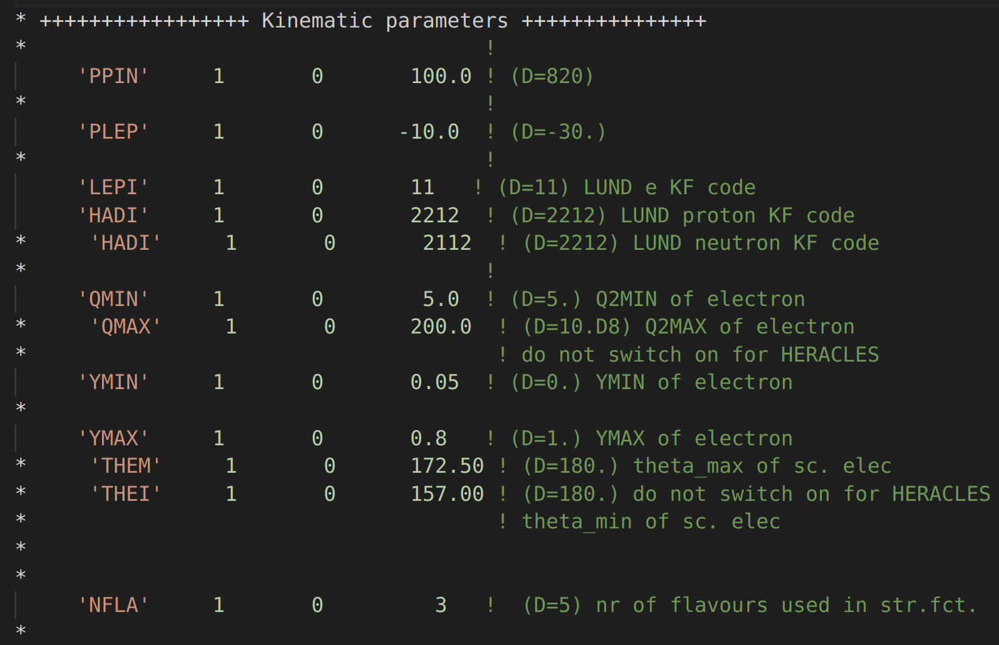 * +++++++++++++++++ Kinematic parameters +++++++++++++++
* !
'PPIN' 1 0 100.0 ! (D=820)
* !
'PLEP' 1 0 -10.0 ! (D=-30.)
* !
'LEPI' 1 0 11 ! (D=11) LUND e KF code
'HADI' 1 0 2212 ! (D=2212) LUND proton KF code
* 'HADI' 1 0 2112 ! (D=2212) LUND neutron KF code
* !
'QMIN' 1 0 5.0 ! (D=5.) Q2MIN of electron
* 'QMAX' 1 0 200.0 ! (D=10.D8) Q2MAX of electron
* ! do not switch on for HERACLES
'YMIN' 1 0 0.05 ! (D=0.) YMIN of electron
*
'YMAX' 1 0 0.8 ! (D=1.) YMAX of electron
* 'THEM' 1 0 172.50 ! (D=180.) theta_max of sc. elec
* 'THEI' 1 0 157.00 ! (D=180.) do not switch on for HERACLES
* ! theta_min of sc. elec
*
*
'NFLA' 1 0 3 ! (D=5) nr of flavours used in str.fct.
*